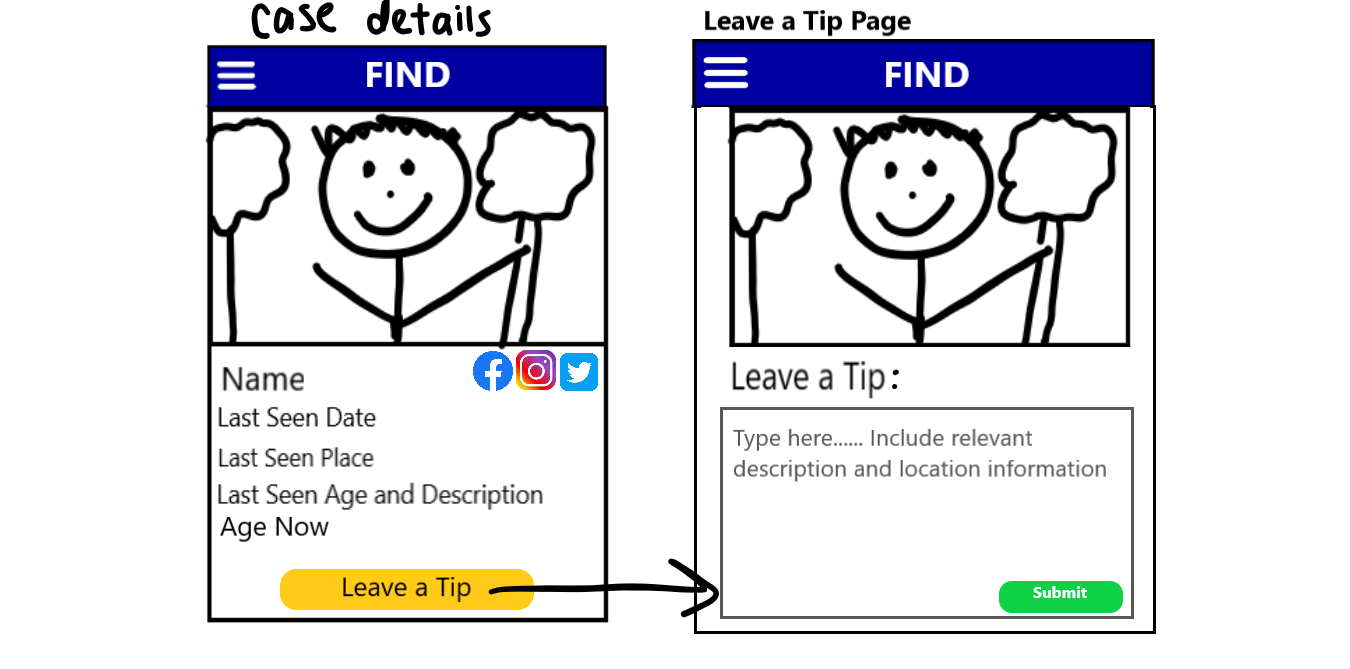 case details
FIND
Name
Last Seen Date
Last Seen Place
Last Seen Age and Description
Age Now
Leave a Tip
Leave a Tip Page
FIND
Leave a Tip:
Type here...... Include relevant
description and location information
Submit